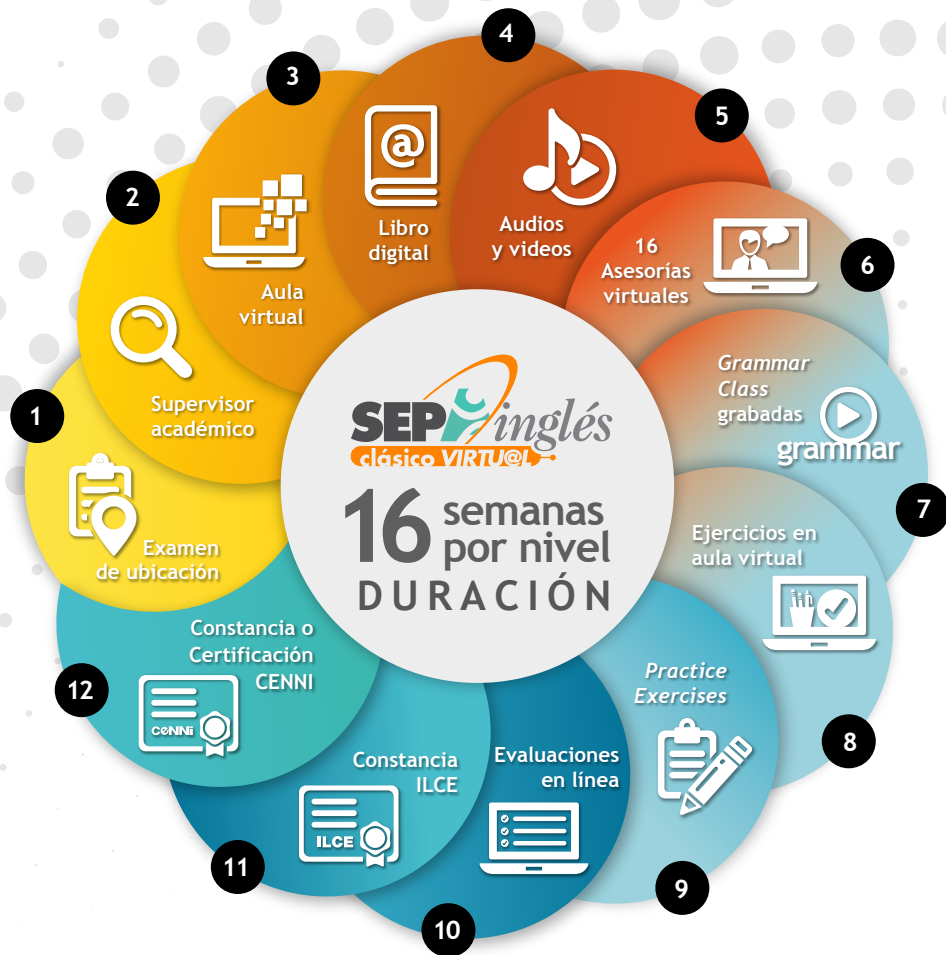 1
Examen
de ubicación
2
Supervisor
académico
3
Aula
virtual
4
@
Libro
digital
5
Audios
y videos
6
16
Asesorías
virtuales
7
Grammar
Class
grabadas
grammar
8
Ejercicios en
aula virtual
9
Practice
Exercises
10
Evaluaciones
en línea
11
Constancia
ILCE
ILCE
12
Constancia o
Certificación
CENNI
CeNNi
SEP inglés
clásico VIRTU@L
16 semanas
por nivel
DURACIÓN